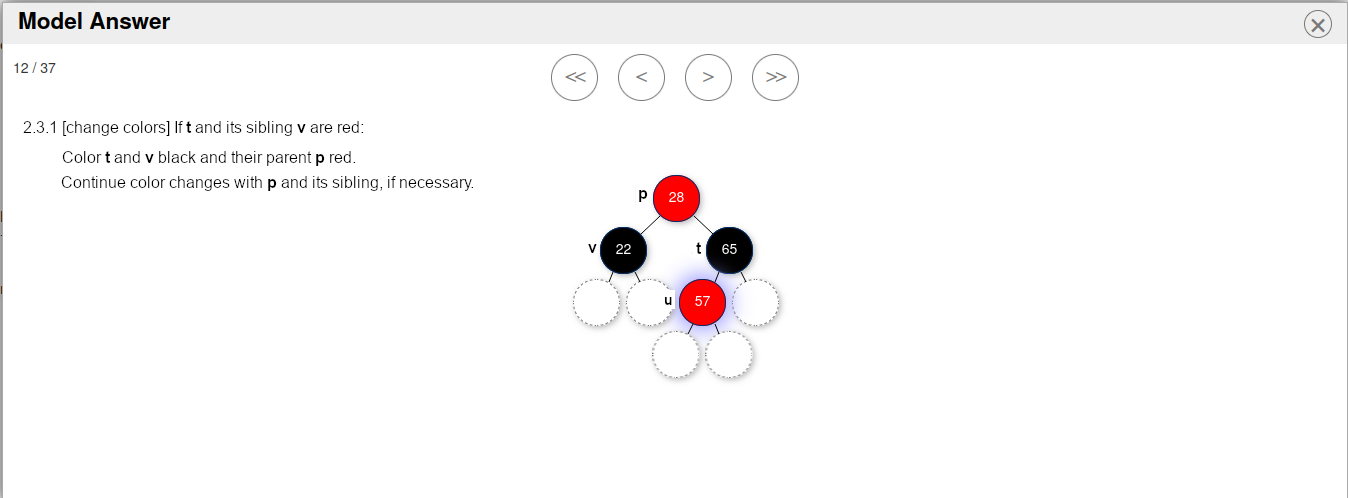 Model Answer
12 / 37
<< < > >>
2.3.1 [change colors] If t and its sibling v are red:
Color t and v black and their parent p red.
Continue color changes with p and its sibling, if necessary.
p 28
v 22 t 65
u 57